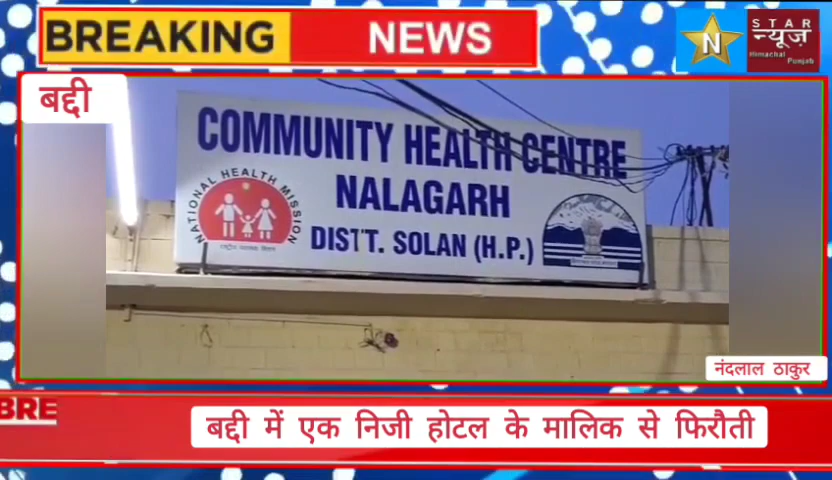 BREAKING NEWS
N
STAR
न्यूज़
Himachal
Punjab
बद्दी
COMMUNITY HEALTH CENTRE
NALAGARH
DISTT. SOLAN (H.P.)
NATIONAL HEALTH MISSION
नंदलाल ठाकुर
BRE
बद्दी में एक निजी होटल के मालिक से फिरौती